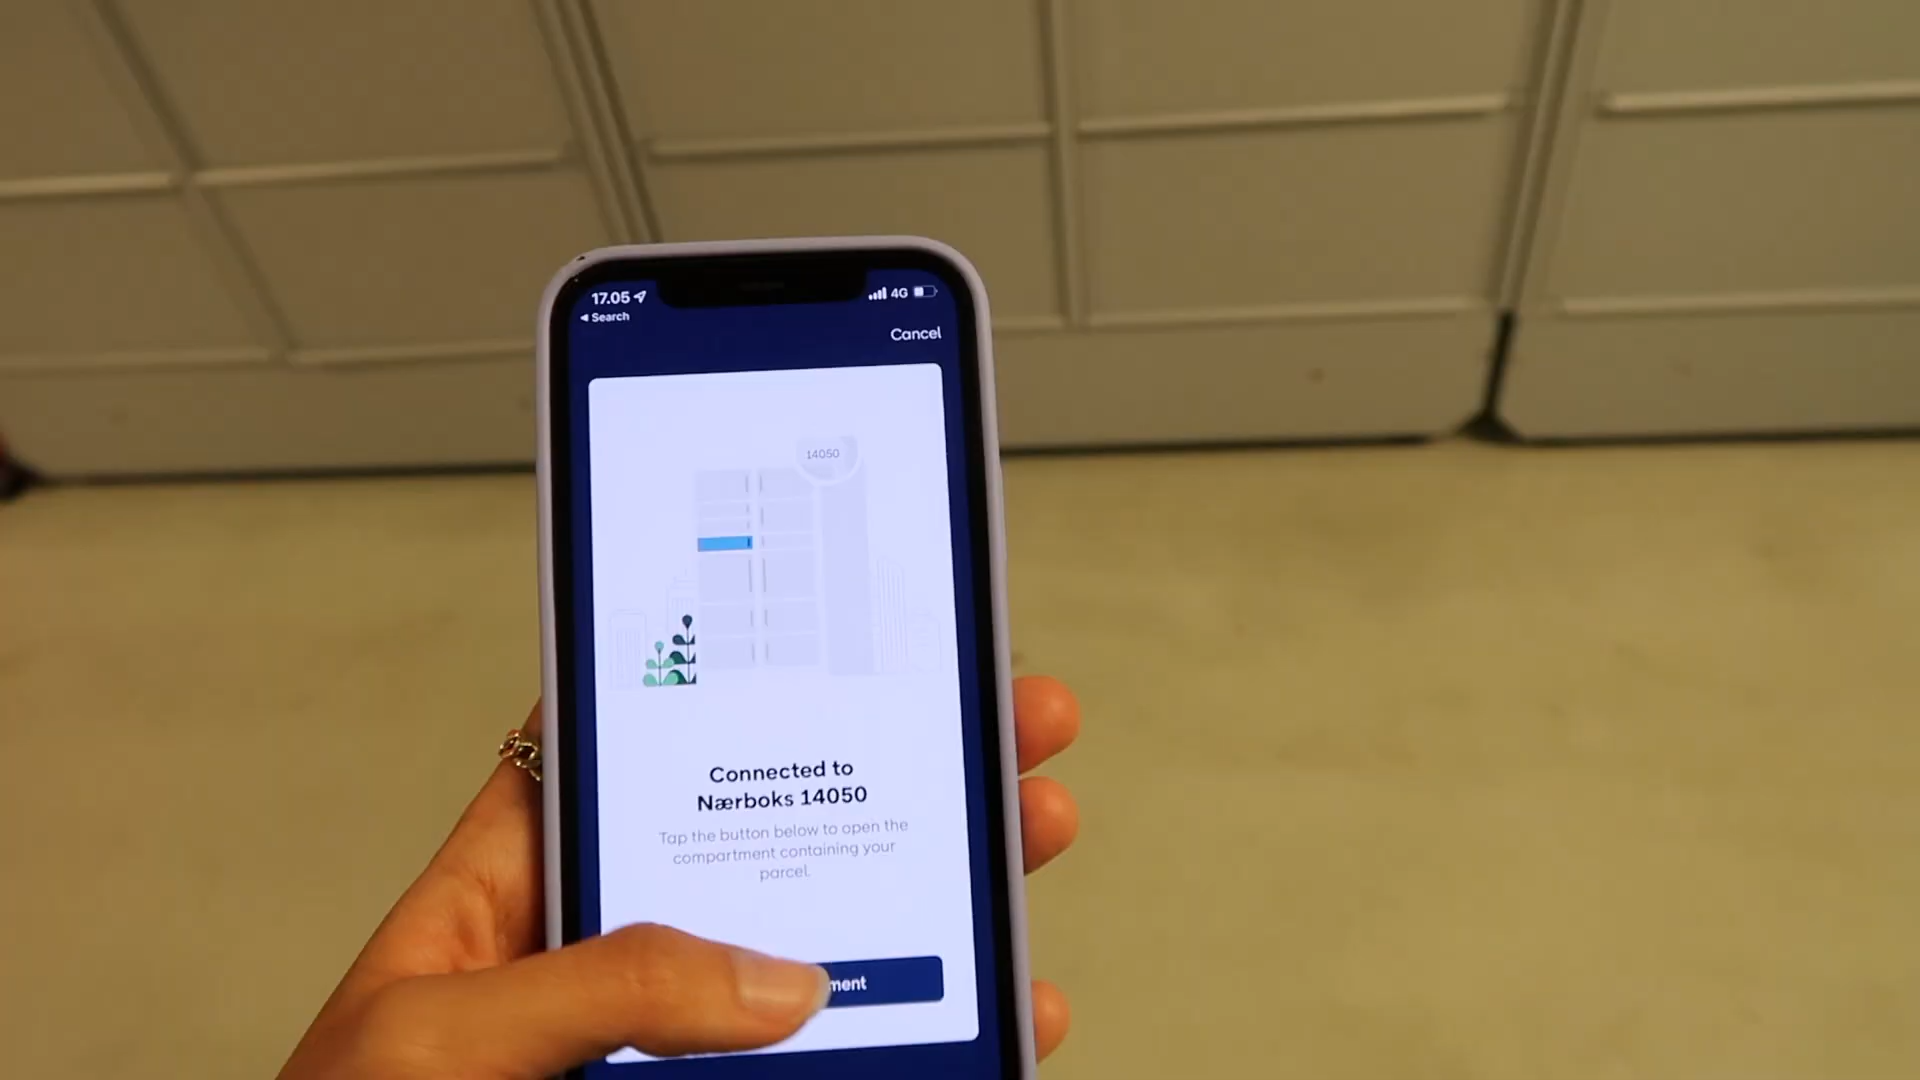 17.05
4G
Search
Cancel
14050
Connected to
Nærboks 14050
Tap the button below to open the
compartment containing your
parcel.